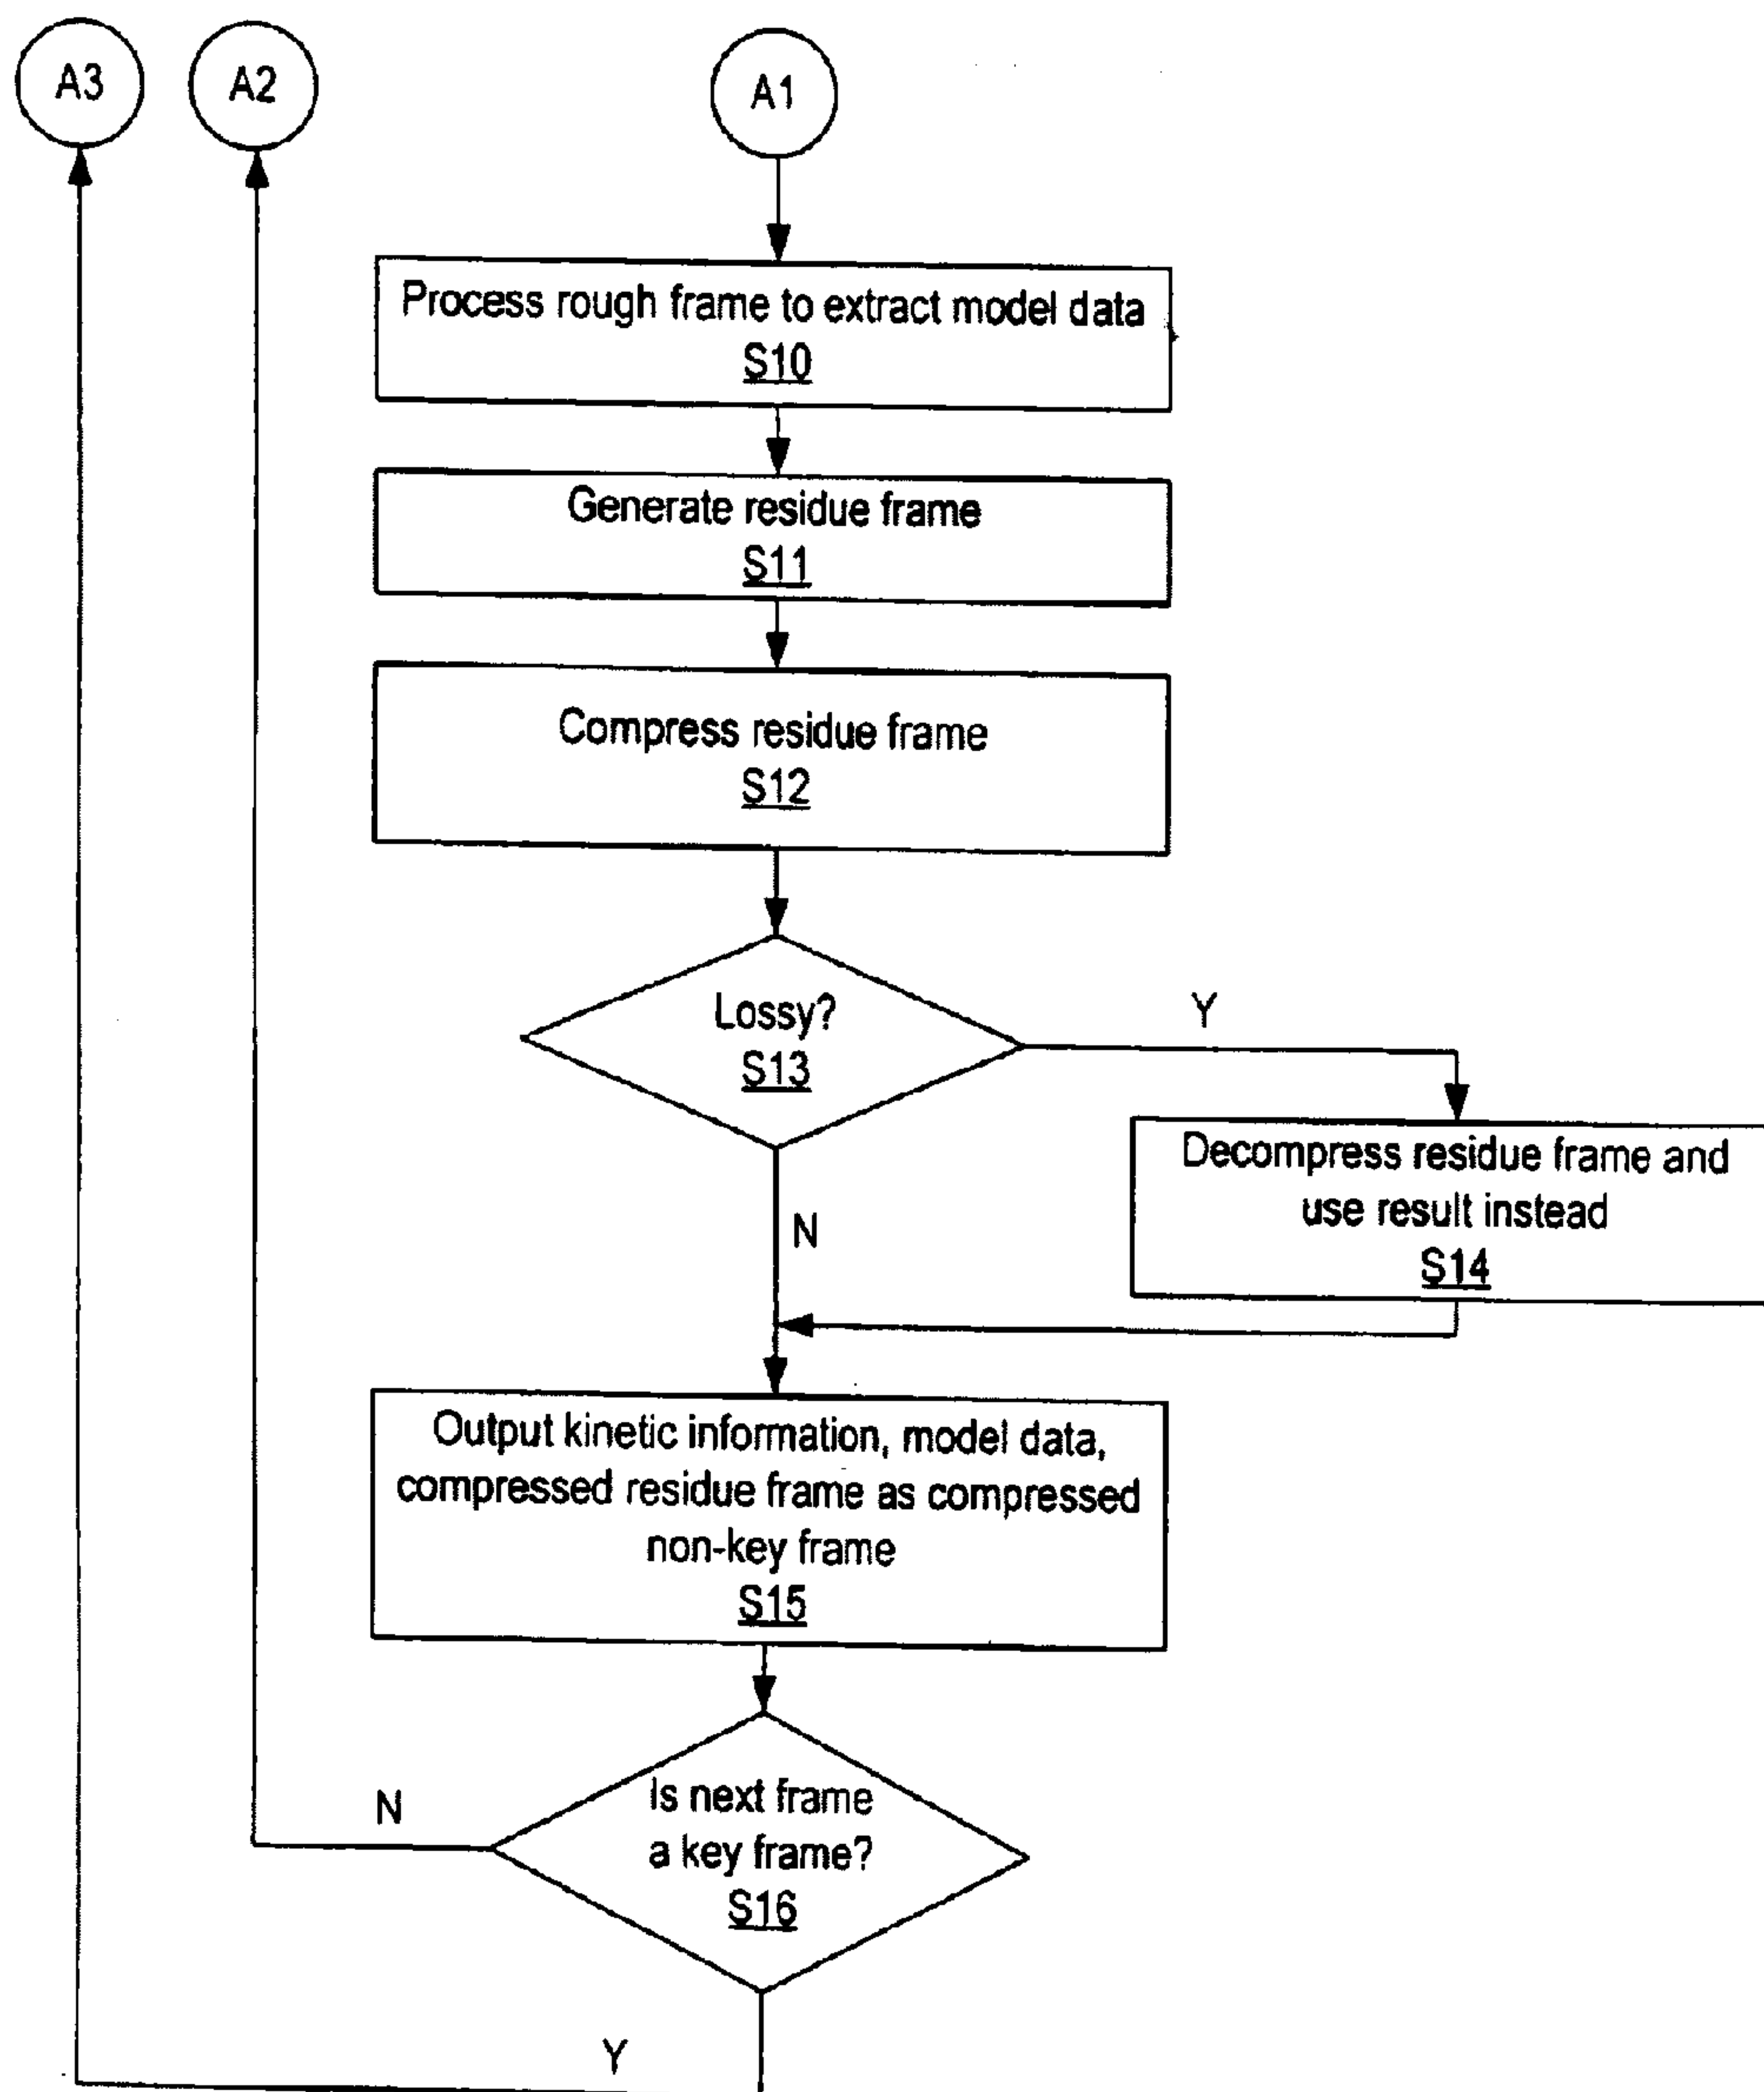 A3
A2
A1
Process rough frame to extract model data
S10
Generate residue frame
S11
Compress residue frame
S12
Lossy?
S13
Y
Decompress residue frame and
use result instead
S14
N
Output kinetic information, model data,
compressed residue frame as compressed
non-key frame
S15
Is next frame
a key frame?
S16
N
Y